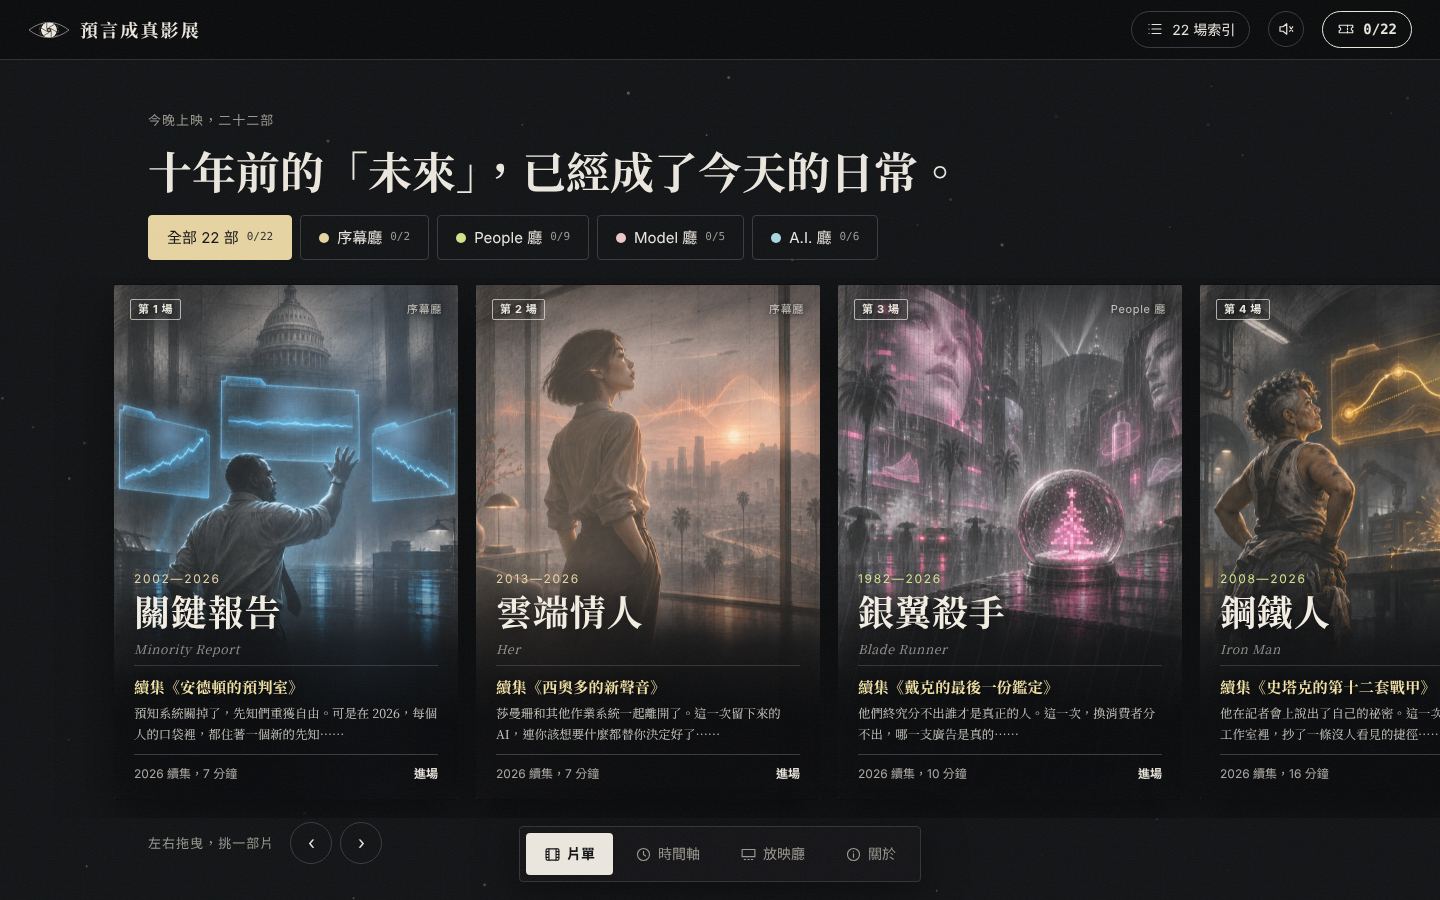 預言成真影展
22 場索引
0/22
今晚上映，二十二部
十年前的「未來」，已經成了今天的日常。
全部 22 部 0/22
序幕廳 0/2
People 廳 0/9
Model 廳 0/5
A.I. 廳 0/6
第 1 場
序幕廳
2002—2026
關鍵報告
Minority Report
續集《安德頓的預判室》
預知系統關掉了，先知們重獲自由。可是在 2026，每個
人的口袋裡，都住著一個新的先知⋯⋯
2026 續集，7 分鐘
進場
第 2 場
序幕廳
2013—2026
雲端情人
Her
續集《西奧多的新聲音》
莎曼珊和其他作業系統一起離開了。這一次留下來的
AI，連你該想要什麼都替你決定好了⋯⋯
2026 續集，7 分鐘
進場
第 3 場
People 廳
1982—2026
銀翼殺手
Blade Runner
續集《戴克的最後一份鑑定》
他們終究分不出誰才是真正的人。這一次，換消費者分
不出，哪一支廣告是真的⋯⋯
2026 續集，10 分鐘
進場
第 4 場
2008—2026
鋼鐵人
Iron Man
續集《史塔克的第十二套戰甲》
他在記者會上說出了自己的祕密。這一次
工作室裡，抄了一條沒人看見的捷徑⋯⋯
2026 續集，16 分鐘
左右拖曳，挑一部片
片單
時間軸
放映廳
關於